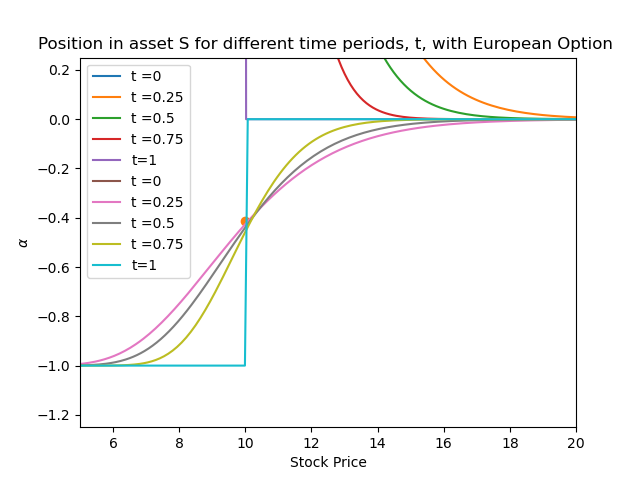 Position in asset S for different time periods, t, with European Option
0.2
0.0
−0.2
−0.4
−0.6
−0.8
−1.0
−1.2
α
t =0
t =0.25
t =0.5
t =0.75
t=1
t =0
t =0.25
t =0.5
t =0.75
t=1
6 8 10 12 14 16 18 20
Stock Price